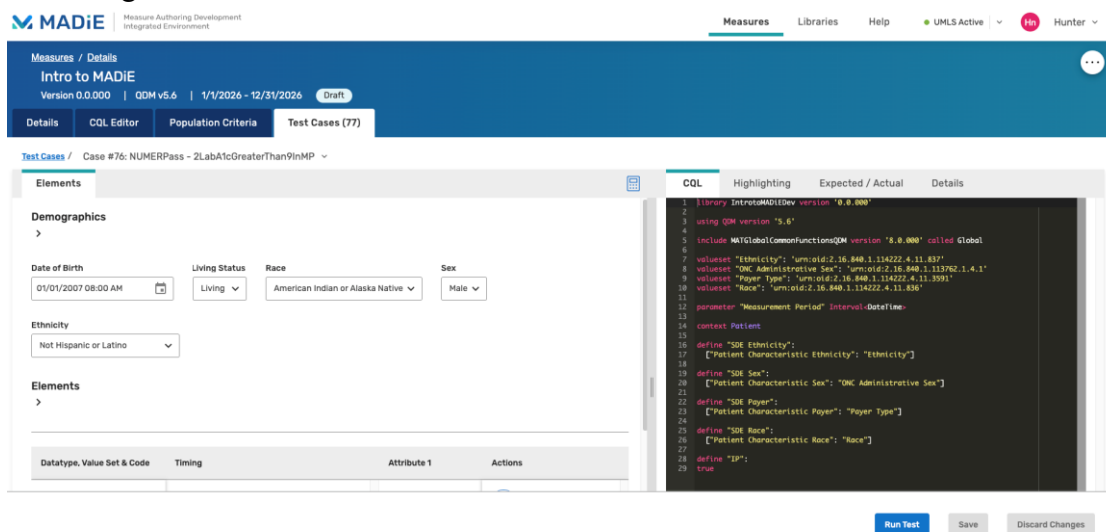 MADiE Measure Authoring Development
Integrated Environment
Measures Libraries Help UMLS Active Hn Hunter
Measures / Details
Intro to MADiE
Version 0.0.000 | QDM v5.6 | 1/1/2026 - 12/31/2026 Draft
Details CQL Editor Population Criteria Test Cases (77)
Test Cases / Case #76: NUMERPass - 2LabA1cGreaterThan9InMP
Elements
Demographics
Date of Birth Living Status Race Sex
01/01/2007 08:00 AM Living American Indian or Alaska Native Male
Ethnicity
Not Hispanic or Latino
Elements
Datatype, Value Set & Code Timing Attribute 1 Actions
CQL Highlighting Expected / Actual Details
1 library IntrotoMADiEDev version '0.0.000'
2
3 using QDM version '5.6'
4
5 include MATGlobalCommonFunctionsQDM version '8.0.000' called Global
6
7 valueset "Ethnicity": 'urn:oid:2.16.840.1.114222.4.11.837'
8 valueset "ONC Administrative Sex": 'urn:oid:2.16.840.1.113762.1.4.1'
9 valueset "Payer Type": 'urn:oid:2.16.840.1.114222.4.11.3591'
10 valueset "Race": 'urn:oid:2.16.840.1.114222.4.11.836'
11
12 parameter "Measurement Period" Interval<DateTime>
13
14 context Patient
15
16 define "SDE Ethnicity":
17 ["Patient Characteristic Ethnicity": "Ethnicity"]
18
19 define "SDE Sex":
20 ["Patient Characteristic Sex": "ONC Administrative Sex"]
21
22 define "SDE Payer":
23 ["Patient Characteristic Payer": "Payer Type"]
24
25 define "SDE Race":
26 ["Patient Characteristic Race": "Race"]
27
28 define "IP":
29 true
Run Test Save Discard Changes